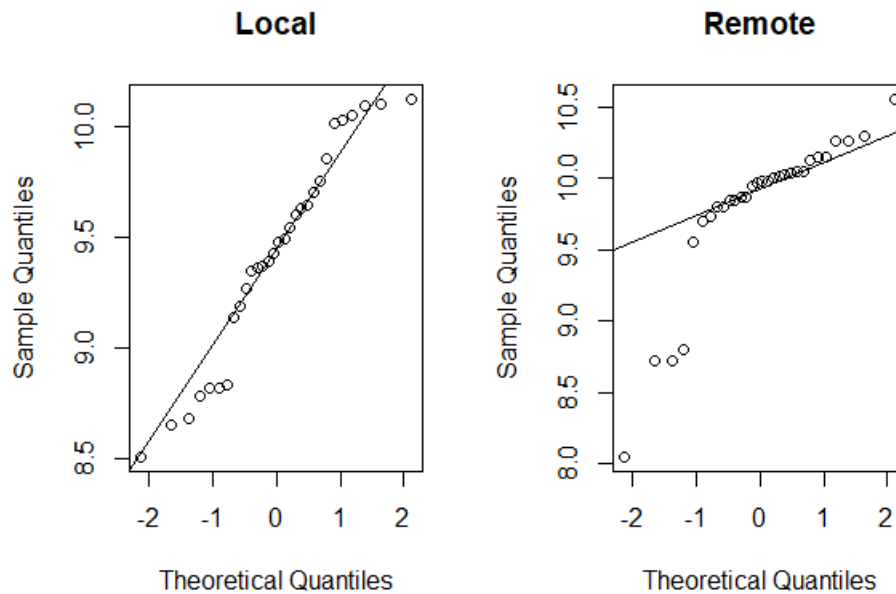 Local
Sample Quantiles
10.0
9.5
9.0
8.5
-2 -1 0 1 2
Theoretical Quantiles
Remote
Sample Quantiles
10.5
10.0
9.5
9.0
8.5
8.0
-2 -1 0 1 2
Theoretical Quantiles